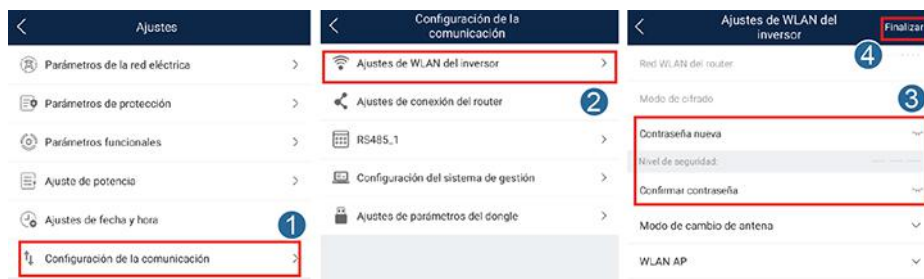 Ajustes
Parámetros de la red eléctrica
Parámetros de protección
Parámetros funcionales
Ajuste de potencia
Ajustes de fecha y hora
1
Configuración de la comunicación
Configuración de la
comunicación
Ajustes de WLAN del inversor
2
Ajustes de conexión del router
RS485_1
Configuración del sistema de gestión
Ajustes de parámetros del dongle
Ajustes de WLAN del
inversor
Finalizar
4
Red WLAN del router
Modo de cifrado
3
Contraseña nueva
Nivel de seguridad:
Confirmar contraseña
Modo de cambio de antena
WLAN AP